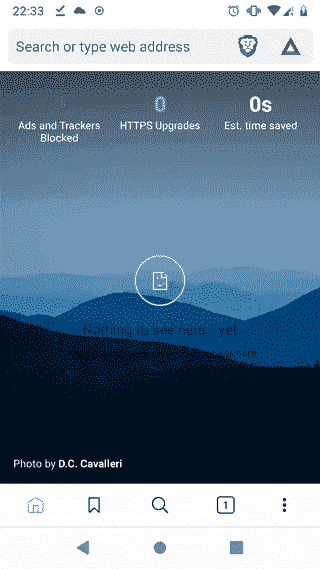 22:33
Search or type web address
0
0s
Ads and Trackers
Blocked
HTTPS Upgrades
Est. time saved
Nothing to see here... yet
Photo by D.C. Cavalleri
1